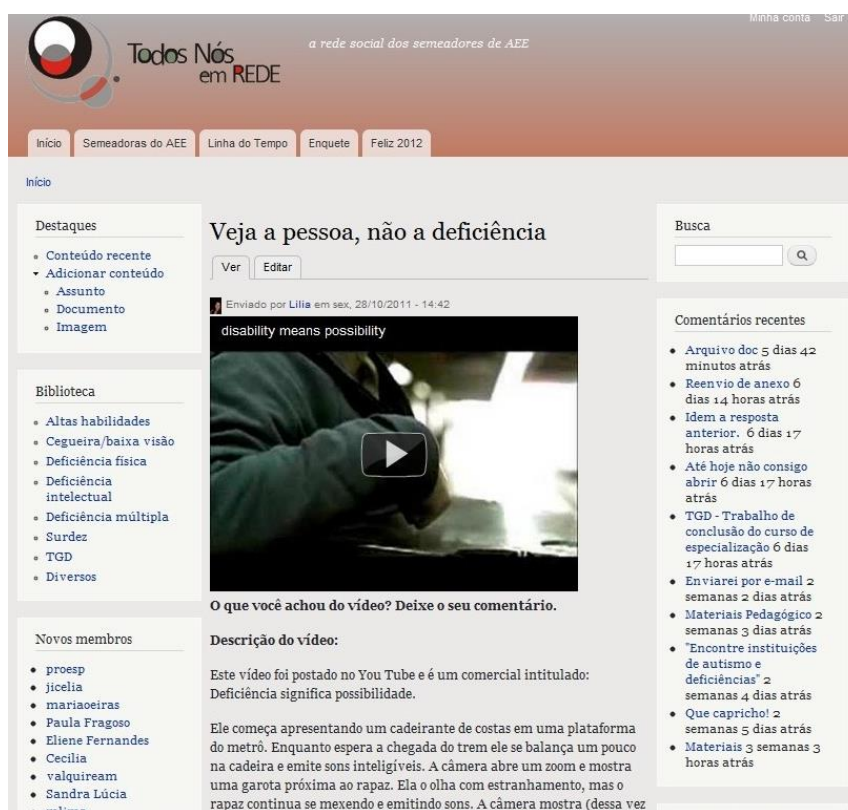 Minha conta Sair
Todos Nós
em REDE
a rede social dos semeadores de AEE
Início Semeadoras do AEE Linha do Tempo Enquete Feliz 2012
Início
Destaques
Conteúdo recente
Adicionar conteúdo
Assunto
Documento
Imagem
Biblioteca
Altas habilidades
Cegueira/baixa visão
Deficiência física
Deficiência
intelectual
Deficiência múltipla
Surdez
TGD
Diversos
Novos membros
proesp
jicelia
mariaoeiras
Paula Fragoso
Eliene Fernandes
Cecilia
valquiream
Sandra Lúcia
Veja a pessoa, não a deficiência
Ver Editar
Enviado por Lilia em sex, 28/10/2011 - 14:42
disability means possibility
O que você achou do vídeo? Deixe o seu comentário.
Descrição do vídeo:
Este vídeo foi postado no You Tube e é um comercial intitulado:
Deficiência significa possibilidade.
Ele começa apresentando um cadeirante de costas em uma plataforma
do metrô. Enquanto espera a chegada do trem ele se balança um pouco
na cadeira e emite sons inteligíveis. A câmera abre um zoom e mostra
uma garota próxima ao rapaz. Ela o olha com estranhamento, mas o
rapaz continua se mexendo e emitindo sons. A câmera mostra (dessa vez
Busca
Comentários recentes
Arquivo doc 5 dias 42
minutos atrás
Reenvio de anexo 6
dias 14 horas atrás
Idem a resposta
anterior. 6 dias 17
horas atrás
Até hoje não consigo
abrir 6 dias 17 horas
atrás
TGD - Trabalho de
conclusão do curso de
especialização 6 dias
17 horas atrás
Enviarei por e-mail 2
semanas 2 dias atrás
Materiais Pedagógico 2
semanas 3 dias atrás
"Encontre instituições
de autismo e
deficiências" 2
semanas 4 dias atrás
Que capricho! 2
semanas 5 dias atrás
Materiais 3 semanas 3
horas atrás